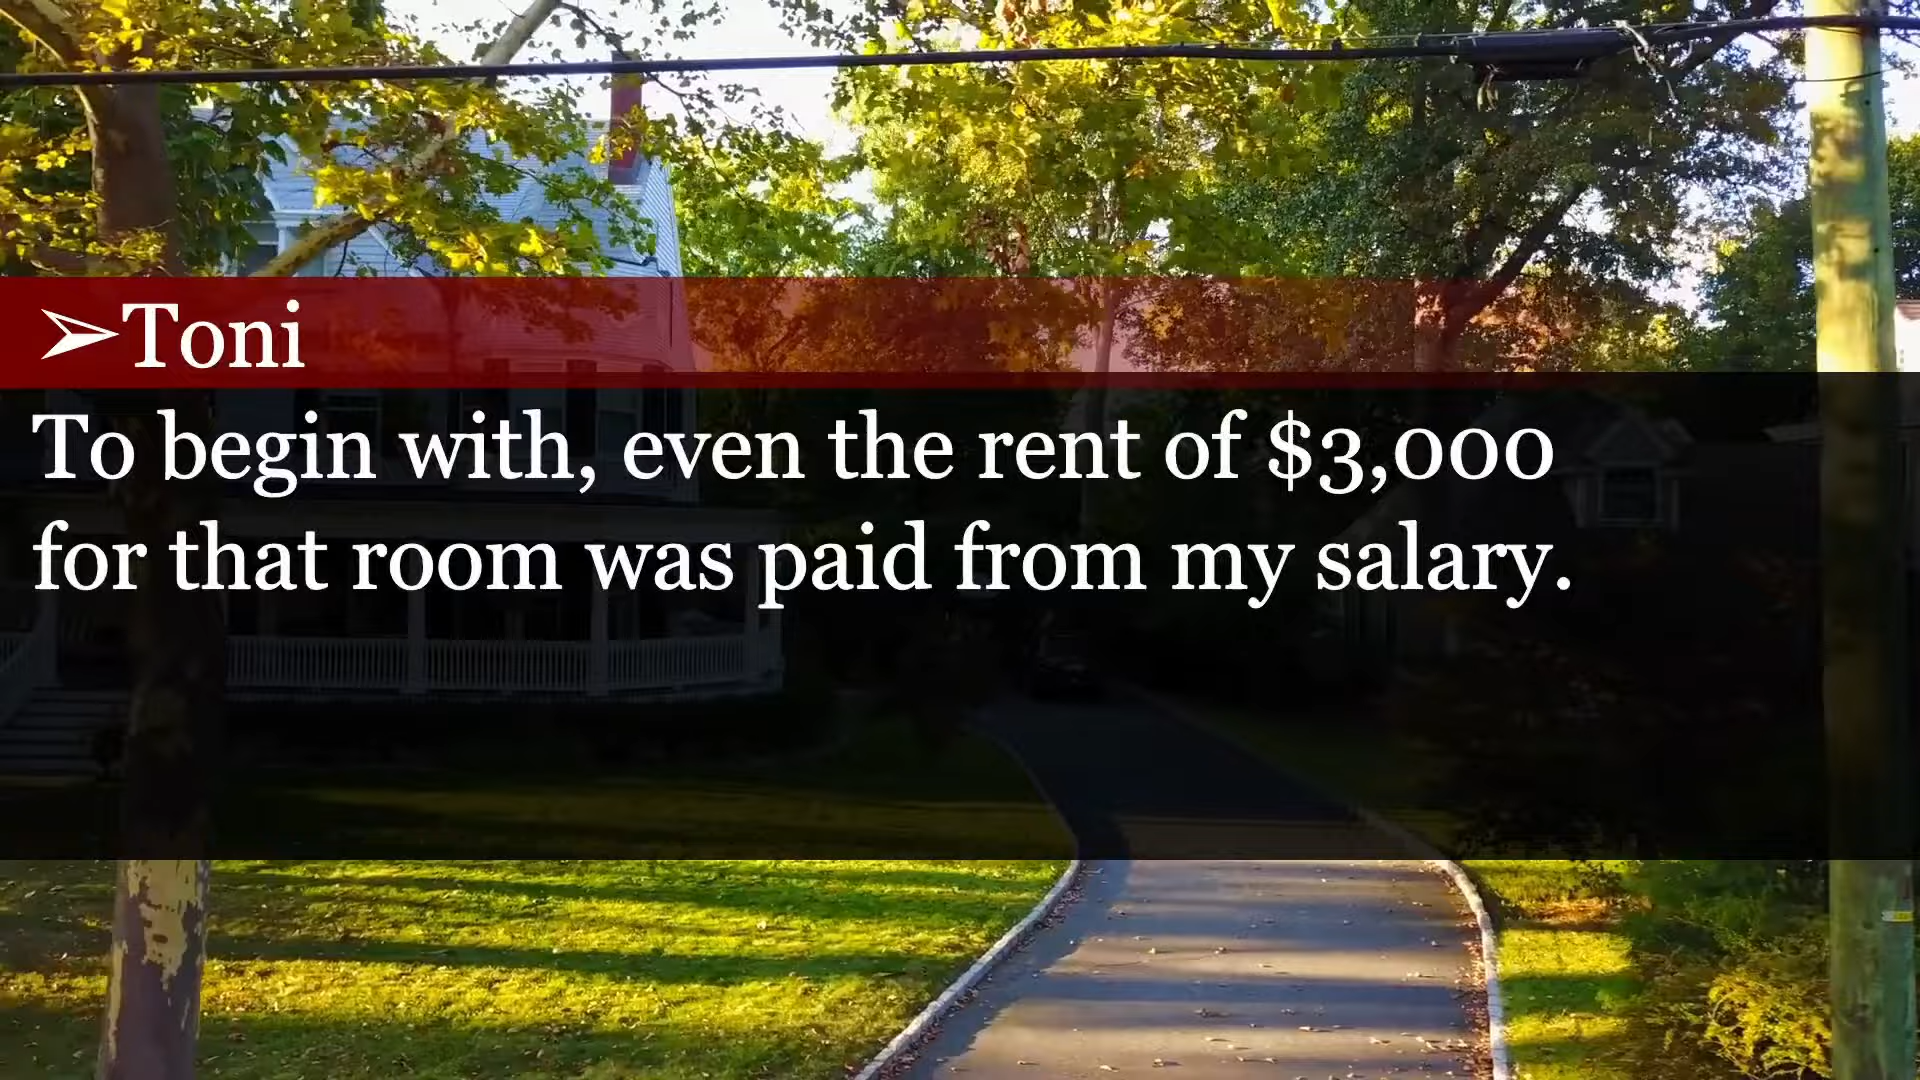 ➢Toni
To begin with, even the rent of $3,000
for that room was paid from my salary.